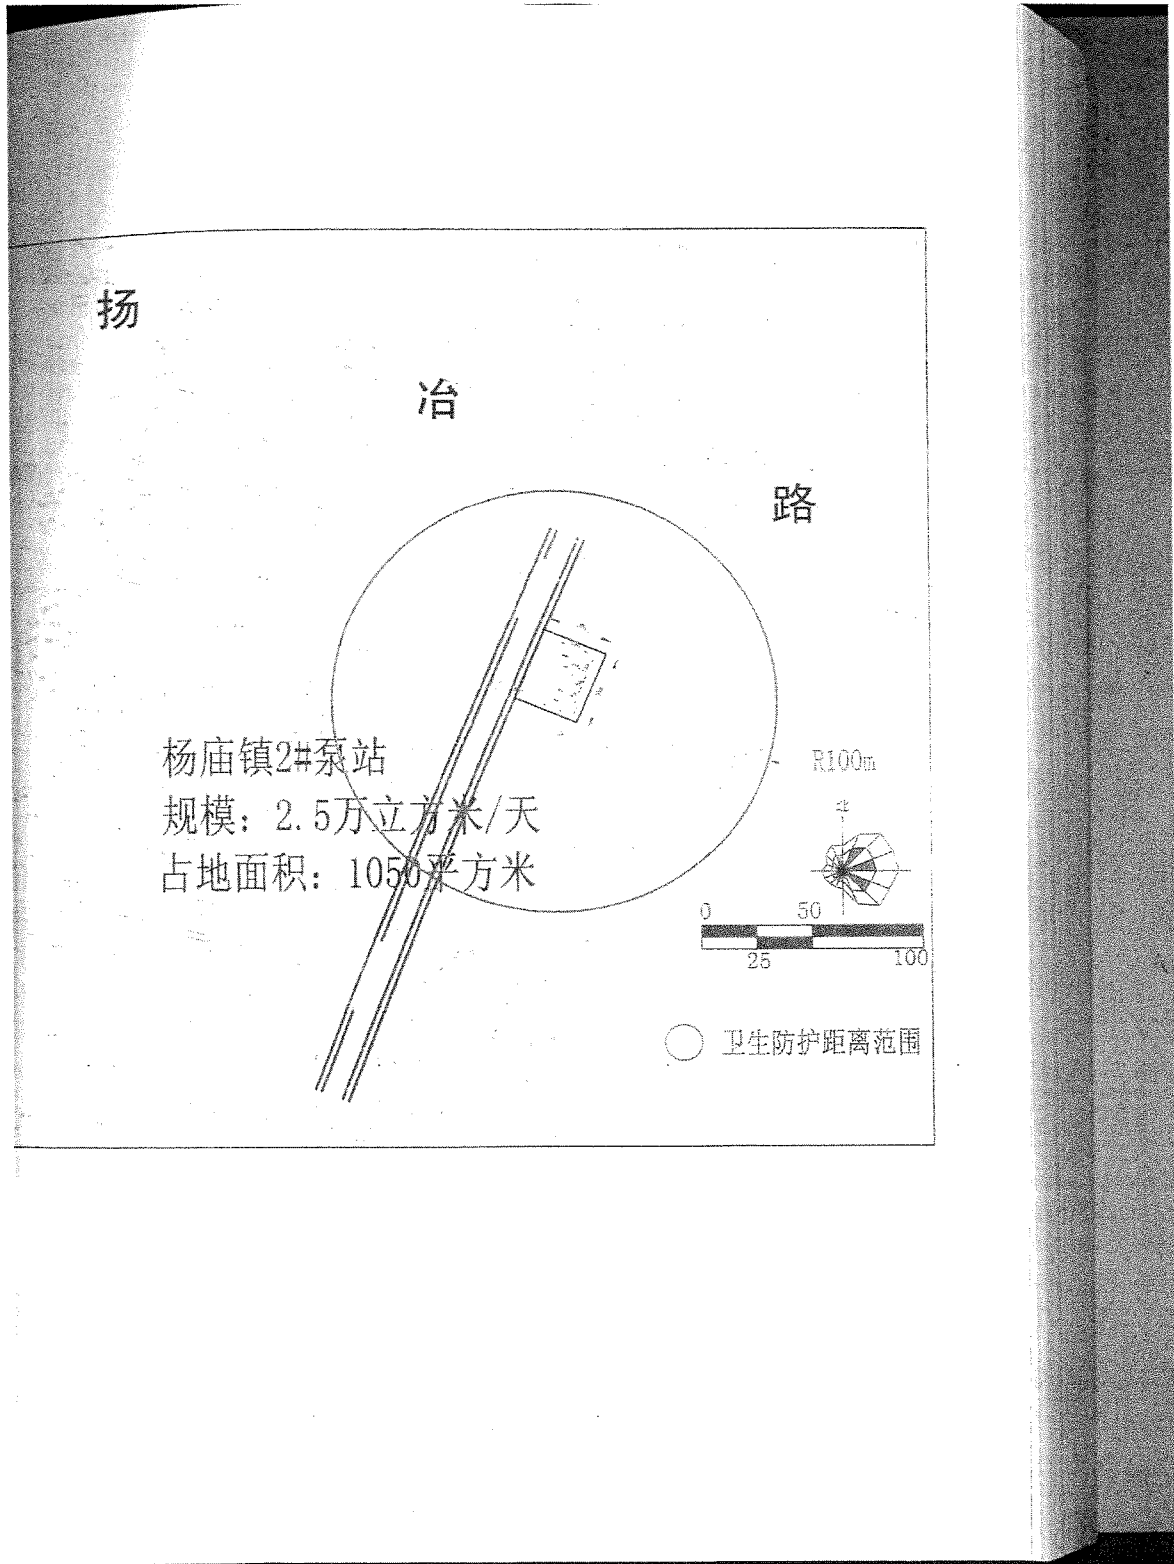 扬
冶
路
杨庙镇2#泵站
规模：2.5万立方米/天
占地面积：1050平方米
R100m
北
0 50
25 100
卫生防护距离范围